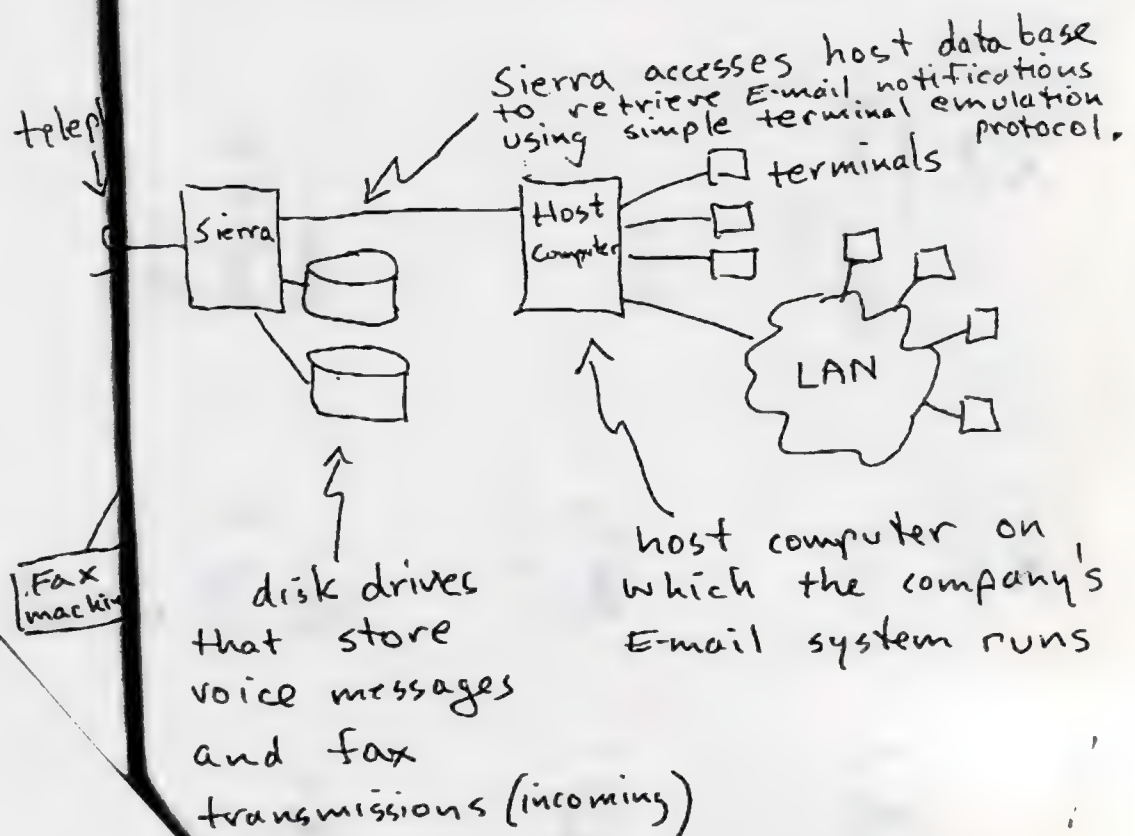 Sierra accesses host database
to retrieve E-mail notifications
using simple terminal emulation
protocol.
telep
terminals
Sierra
Host
Computer
LAN
Fax
machin
disk drives
that store
voice messages
and fax
transmissions (incoming)
host computer on
which the company's
E-mail system runs